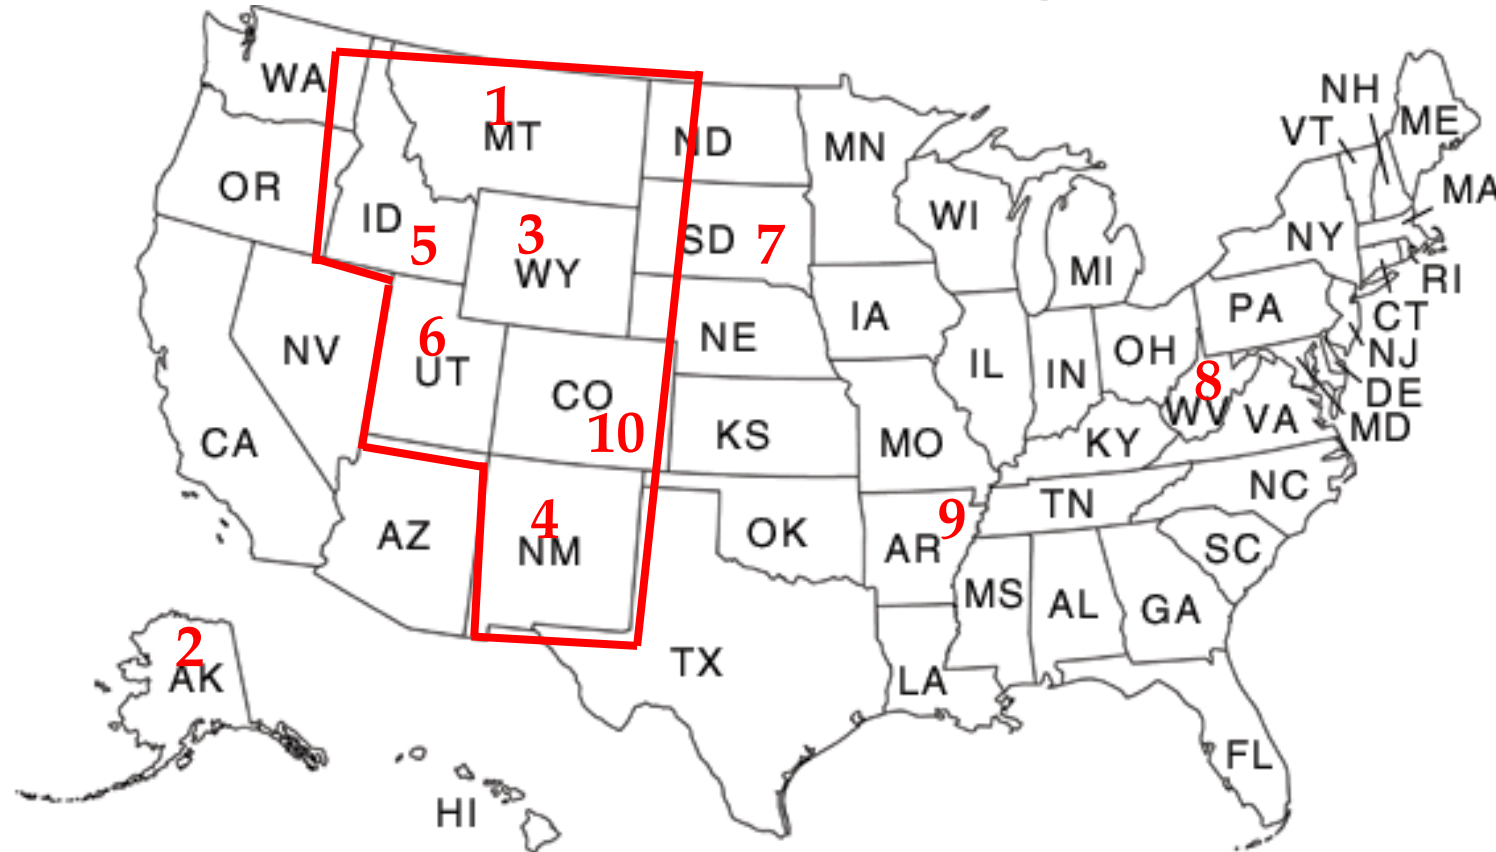 WA
1
MT
ND
MN
NH
VT
ME
OR
ID
5
3
WY
SD
7
WI
MI
NY
MA
RI
CT
NJ
DE
MD
NV
6
UT
CO
10
NE
IA
IL
IN
OH
PA
8
WV
VA
CA
KS
MO
KY
AZ
4
NM
OK
9
AR
TN
NC
SC
MS
AL
GA
2
AK
TX
LA
FL
HI